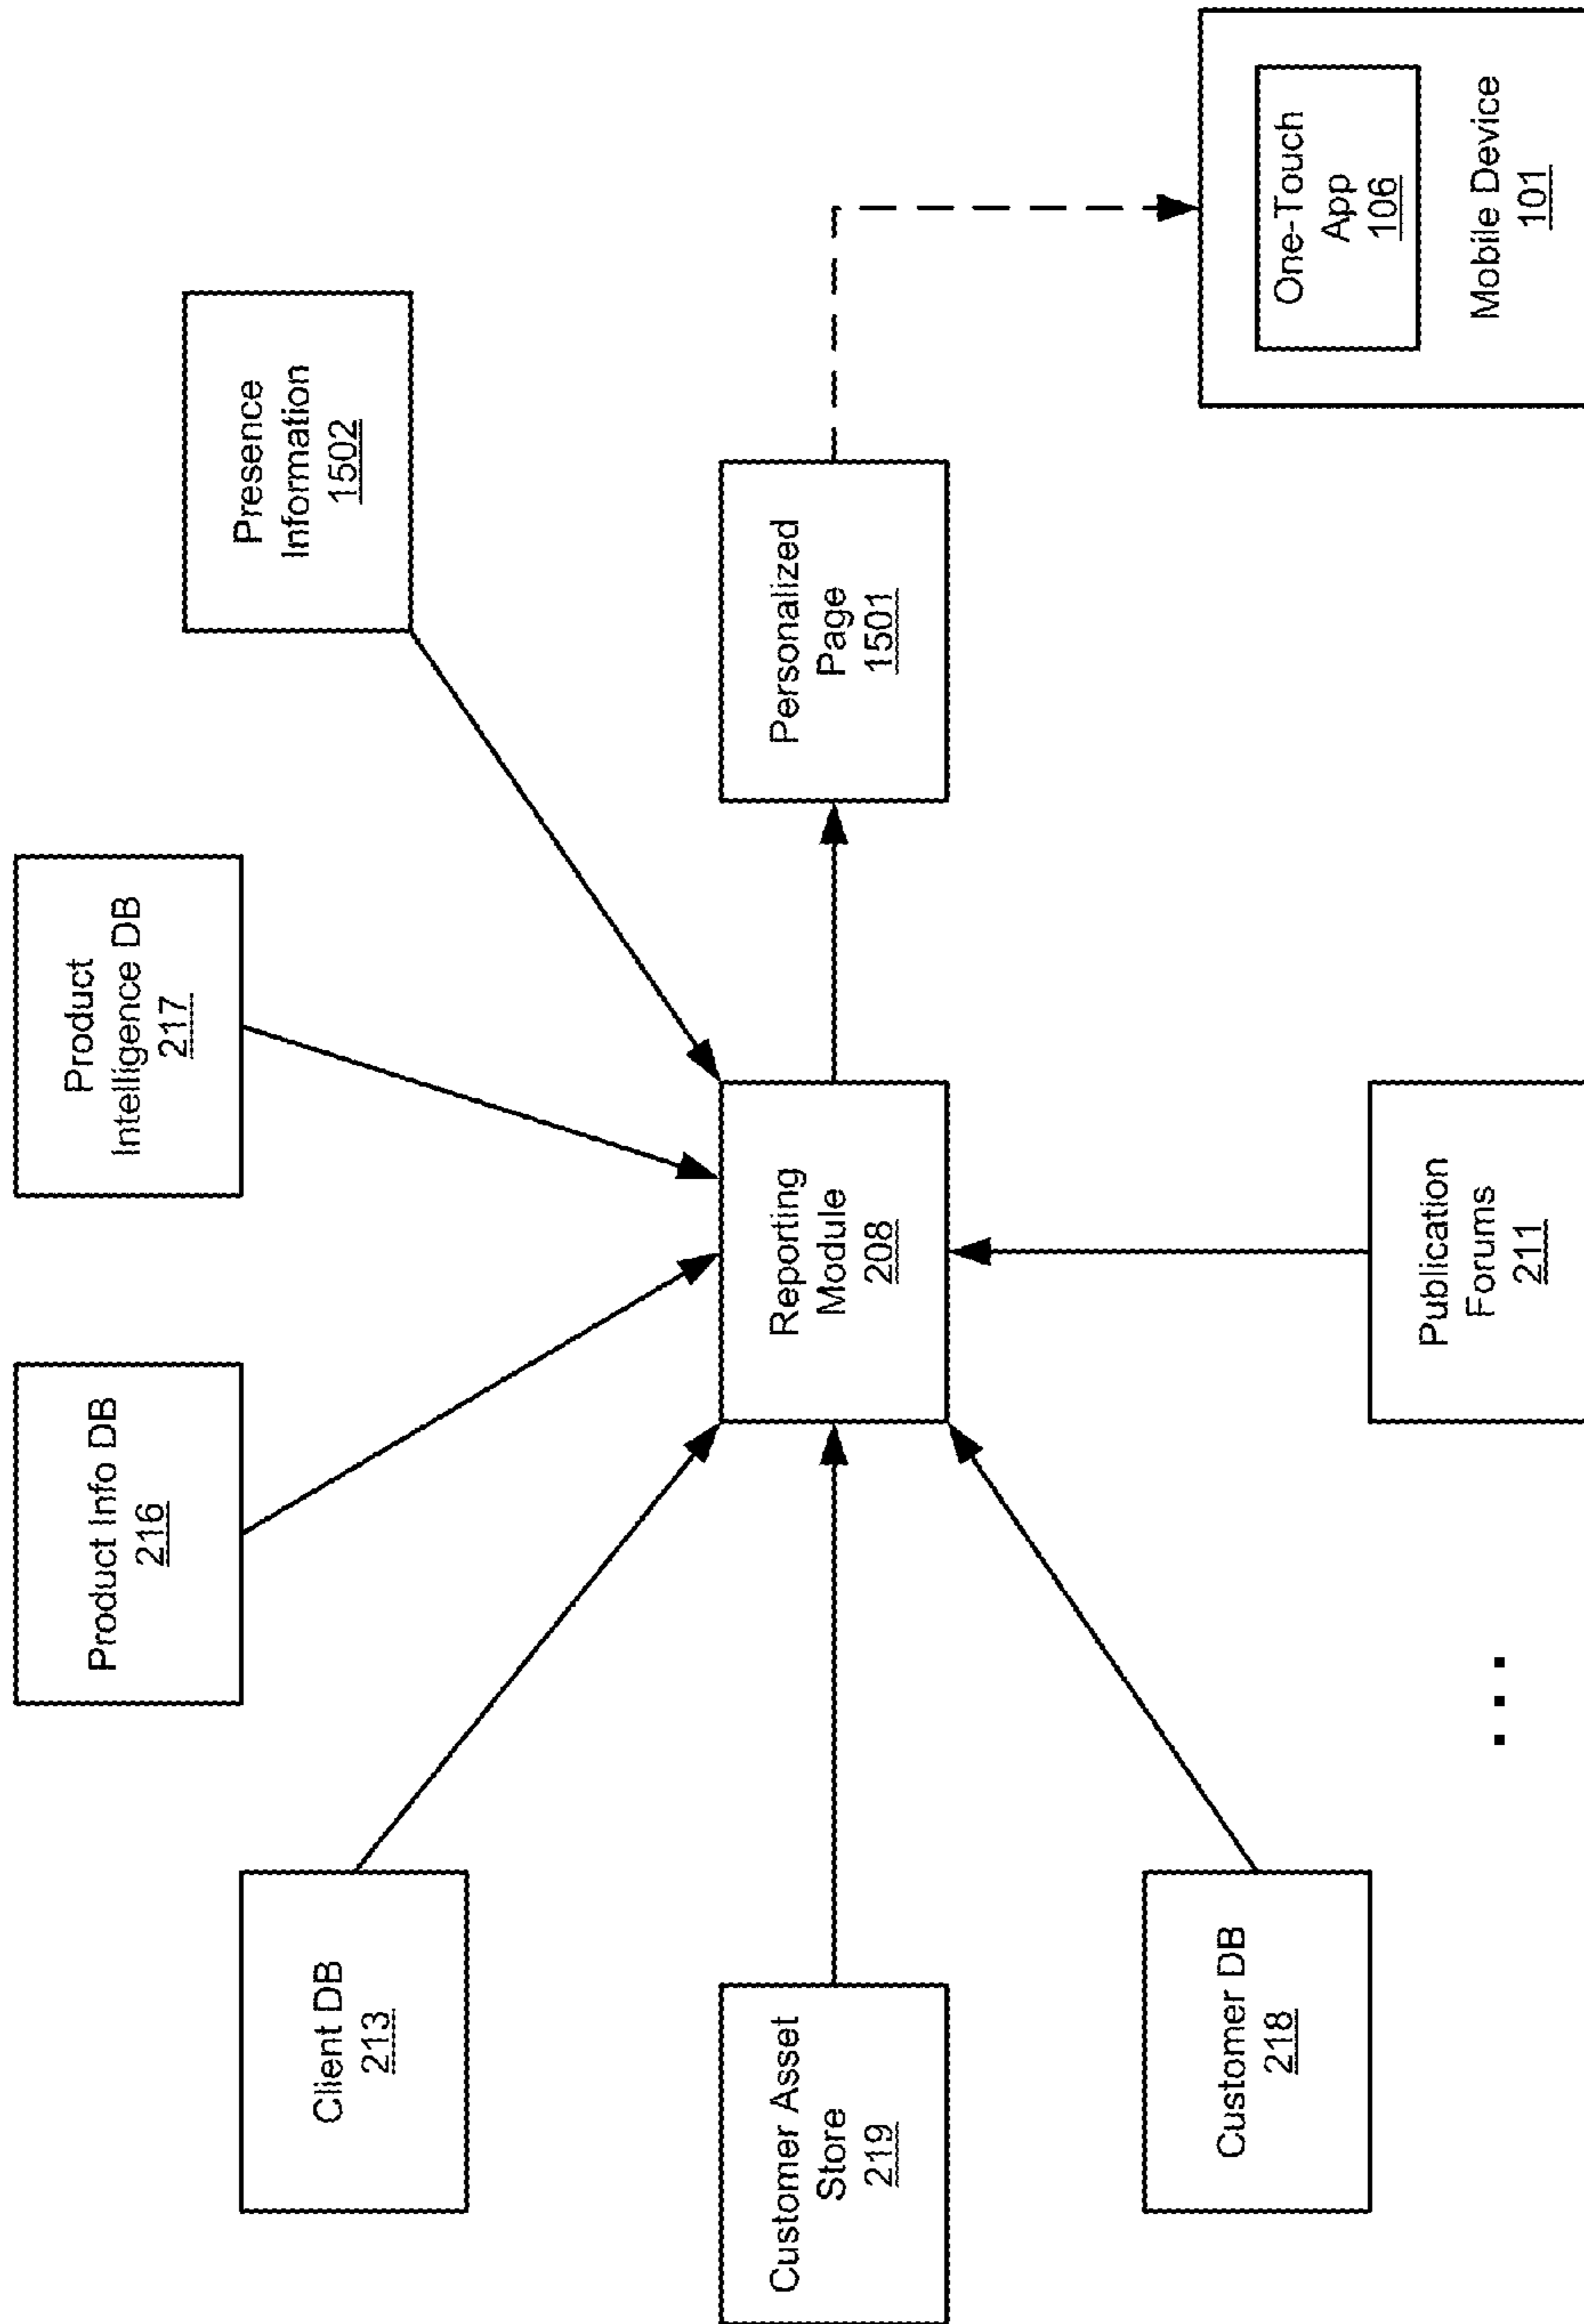 Product Info DB
216
Product
Intelligence DB
217
Presence
Information
1502
Client DB
213
Customer Asset
Store
219
Reporting
Module
208
Personalized
Page
1501
Customer DB
218
. . .
Publication
Forums
211
One-Touch
App
106
Mobile Device
101